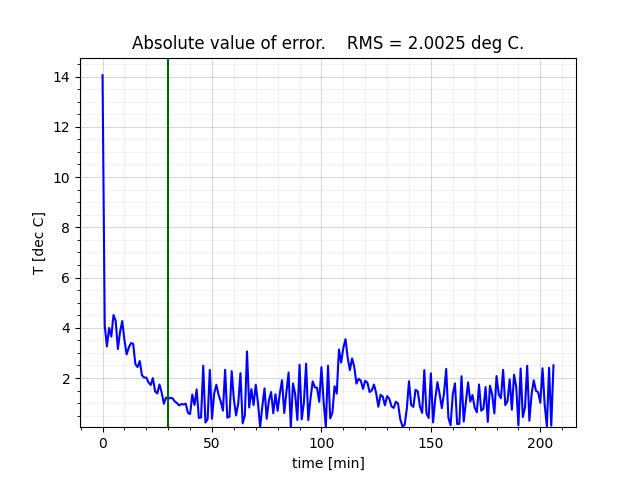 Absolute value of error. RMS = 2.0025 deg C.
14
12
10
8
6
4
2
T [dec C]
0 50 100 150 200
time [min]